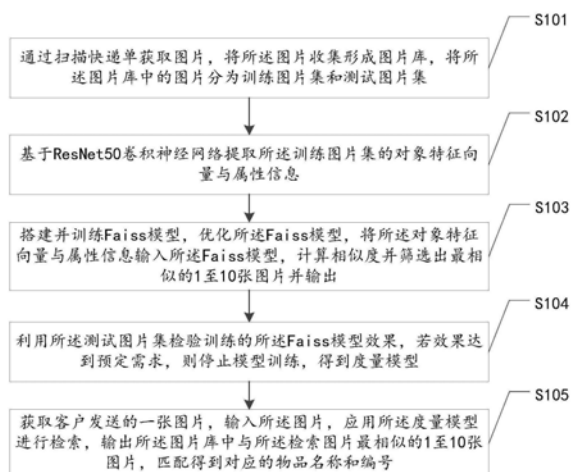 S101
通过扫描快递单获取图片，将所述图片收集形成图片库，将所
述图片库中的图片分为训练图片集和测试图片集
S102
基于ResNet50卷积神经网络提取所述训练图片集的对象特征向
量与属性信息
S103
搭建并训练Faiss模型，优化所述Faiss模型，将所述对象特征
向量与属性信息输入所述Faiss模型，计算相似度并筛选出最相
似的1至10张图片并输出
S104
利用所述测试图片集检验训练的所述Faiss模型效果，若效果达
到预定需求，则停止模型训练，得到度量模型
S105
获取客户发送的一张图片，输入所述图片，应用所述度量模型
进行检索，输出所述图片库中与所述检索图片最相似的1至10张
图片，匹配得到对应的物品名称和编号